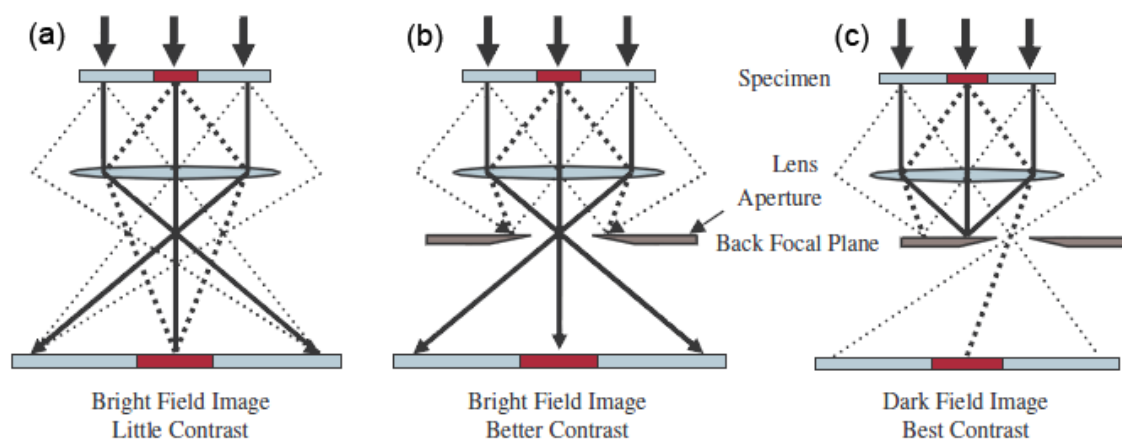 (a)
(b)
(c)
Specimen
Lens
Aperture
Back Focal Plane
Bright Field Image
Little Contrast
Bright Field Image
Better Contrast
Dark Field Image
Best Contrast